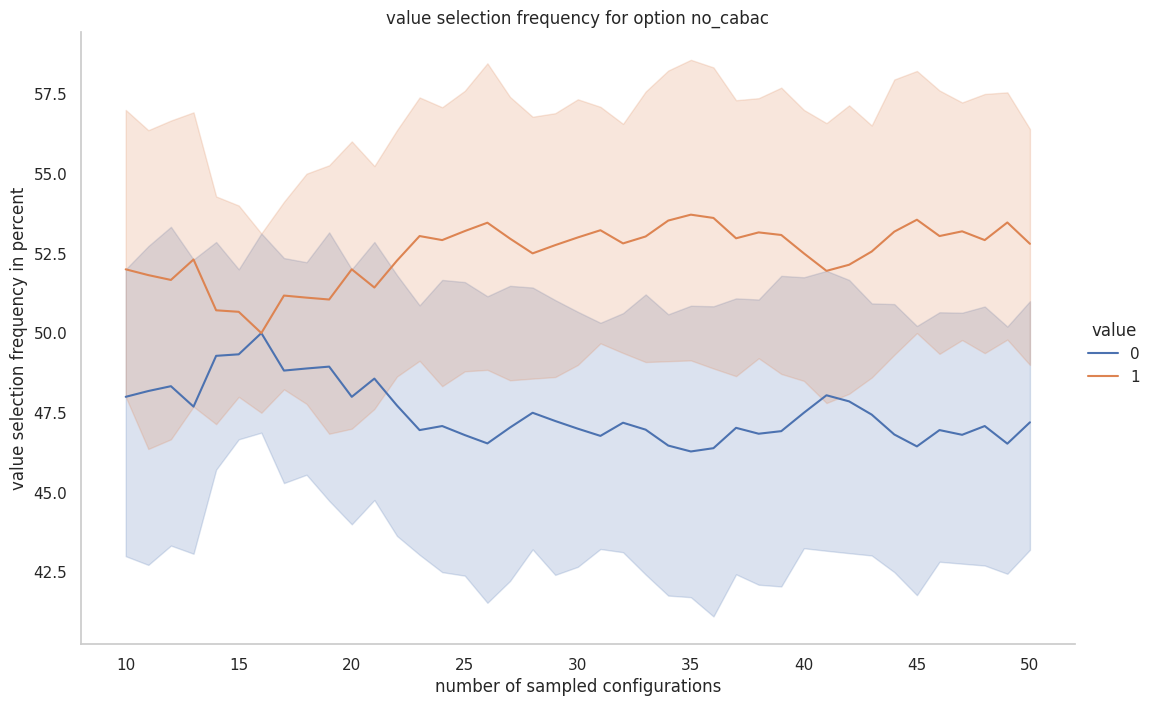 value selection frequency for option no_cabac
value selection frequency in percent
57.5
55.0
52.5
50.0
47.5
45.0
42.5
10 15 20 25 30 35 40 45 50
number of sampled configurations
value
0
1